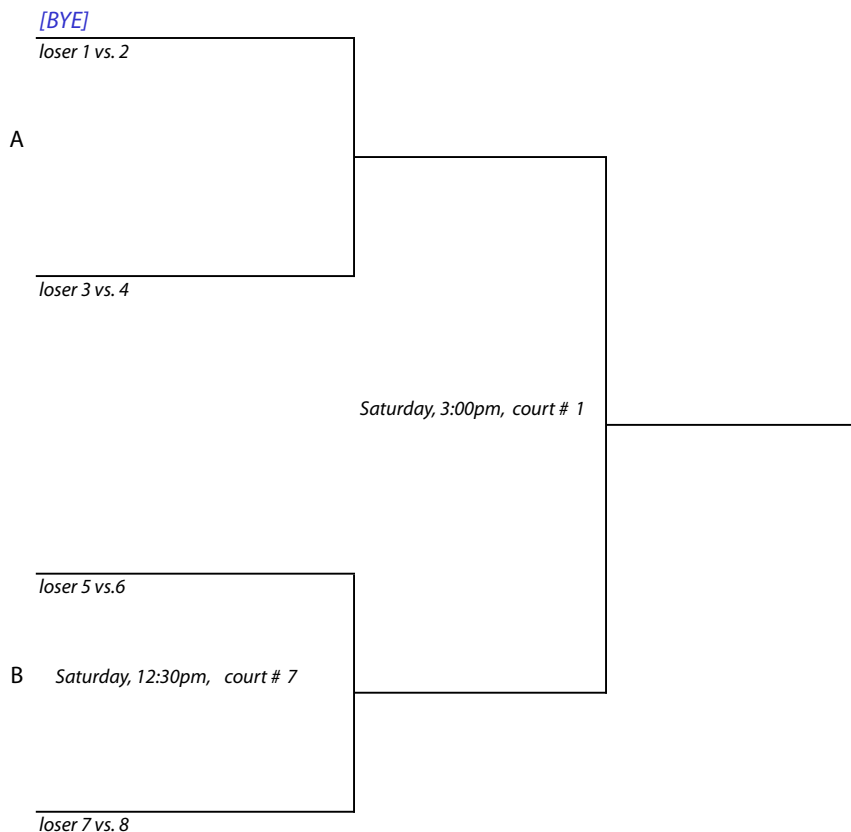 [BYE]
loser 1 vs. 2
A
loser 3 vs. 4
Saturday, 3:00pm, court # 1
loser 5 vs.6
B Saturday, 12:30pm, court # 7
loser 7 vs. 8